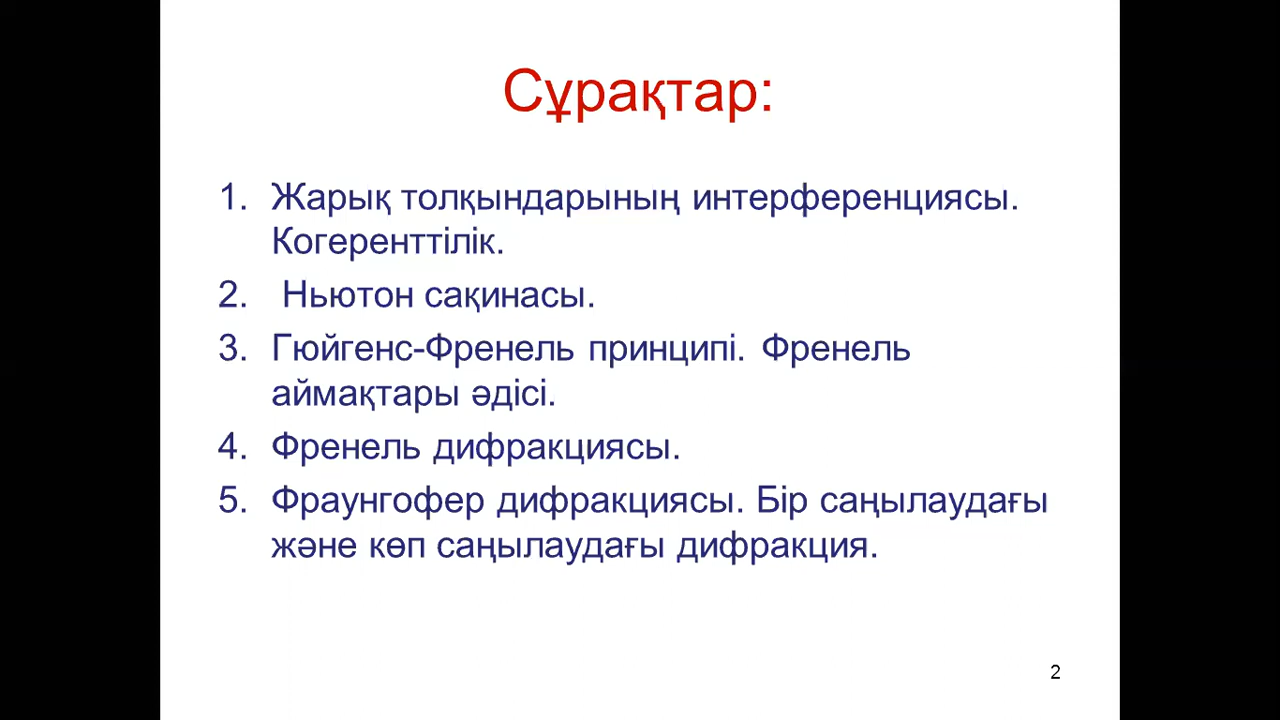 Сұрақтар:
1. Жарық толқындарының интерференциясы.
Когеренттілік.
2. Ньютон сақинасы.
3. Гюйгенс-Френель принципі. Френель
аймақтары әдісі.
4. Френель дифракциясы.
5. Фраунгофер дифракциясы. Бір саңылаудағы
және көп саңылаудағы дифракция.
2